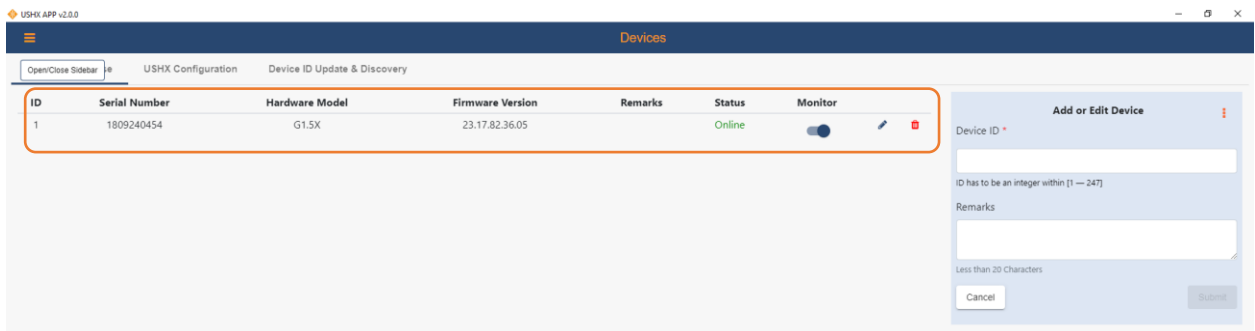 USHX APP v2.0.0
Devices
Open/Close Sidebar
USHX Configuration
Device ID Update & Discovery
ID Serial Number Hardware Model Firmware Version Remarks Status Monitor
1 1809240454 G1.5X 23.17.82.36.05 Online
Add or Edit Device
Device ID *
ID has to be an integer within [1 — 247]
Remarks
Less than 20 Characters
Cancel Submit